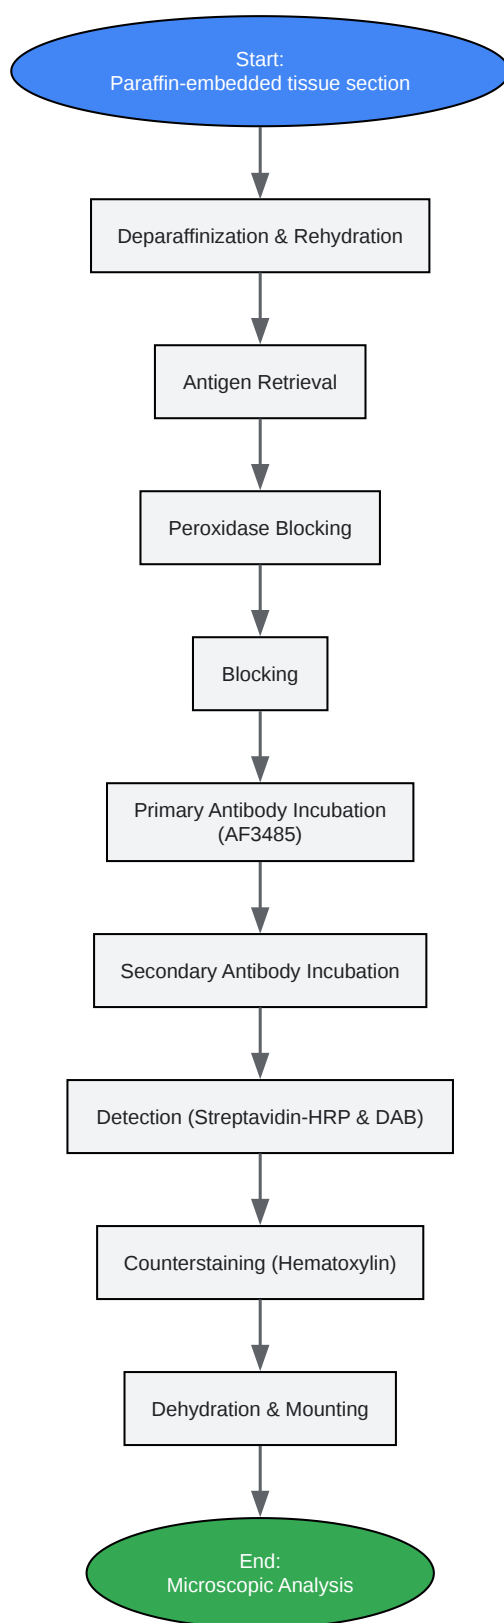 Start:
Paraffin-embedded tissue section
Deparaffinization & Rehydration
Antigen Retrieval
Peroxidase Blocking
Blocking
Primary Antibody Incubation
(AF3485)
Secondary Antibody Incubation
Detection (Streptavidin-HRP & DAB)
Counterstaining (Hematoxylin)
Dehydration & Mounting
End:
Microscopic Analysis